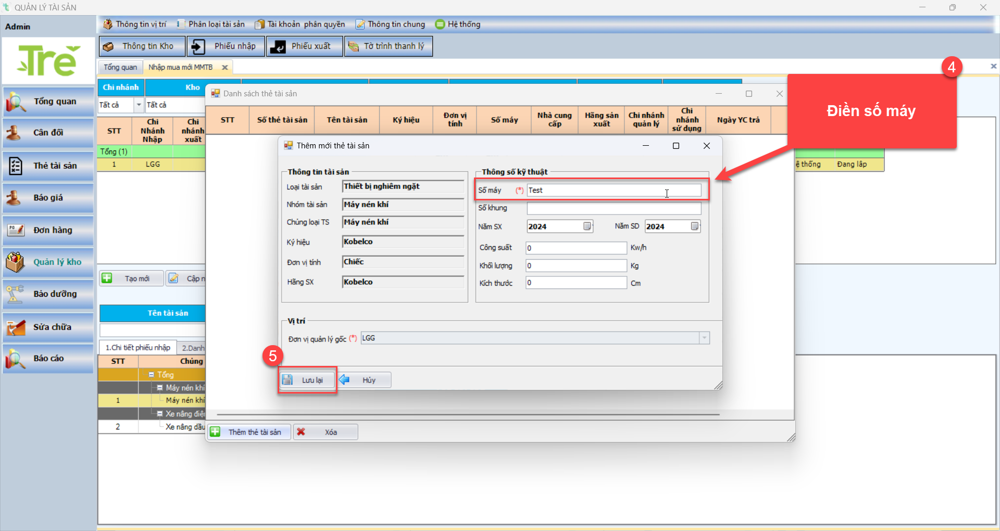 QUẢN LÝ TÀI SẢN
Admin
Thông tin vị trí
Phân loại tài sản
Tài khoản phân quyền
Thông tin chung
Hệ thống
Trẻ
Thông tin Kho
Phiếu nhập
Phiếu xuất
Tờ trình thanh lý
Tổng quan
Nhập mua mới MMTB
4
Điền số máy
Chi nhánh
Kho
Tất cả
Tất cả
STT
Chi Nhánh Nhập
Chi nhánh xuất
Tổng (1)
1
LGG
ệ thống
Đang lập
Tổng quan
Cân đối
Thẻ tài sản
Báo giá
Đơn hàng
Quản lý kho
Bảo dưỡng
Sửa chữa
Báo cáo
Danh sách thẻ tài sản
STT
Số thẻ tài sản
Tên tài sản
Ký hiệu
Đơn vị tính
Số máy
Nhà cung cấp
Hãng sản xuất
Chi nhánh quản lý
Chi nhánh sử dụng
Ngày YC trả
Thêm mới thẻ tài sản
Thông tin tài sản
Loại tài sản
Thiết bị nghiêm ngặt
Nhóm tài sản
Máy nén khí
Chủng loại TS
Máy nén khí
Ký hiệu
Kobelco
Đơn vị tính
Chiếc
Hãng SX
Kobelco
Thông số kỹ thuật
Số máy (*) Test
Số khung
Năm SX 2024
Năm SD 2024
Công suất 0 Kw/h
Khối lượng 0 Kg
Kích thước 0 Cm
Vị trí
Đơn vị quản lý gốc (*) LGG
5
Lưu lại
Hủy
Thêm thẻ tài sản
Xóa
Tạo mới
Cập n
Tên tài sản
1.Chi tiết phiếu nhập
2.Danh
STT
Chủng
Tổng
Máy nén khí
1
Máy nén khí
Xe nâng điệ
2
Xe nâng dầu